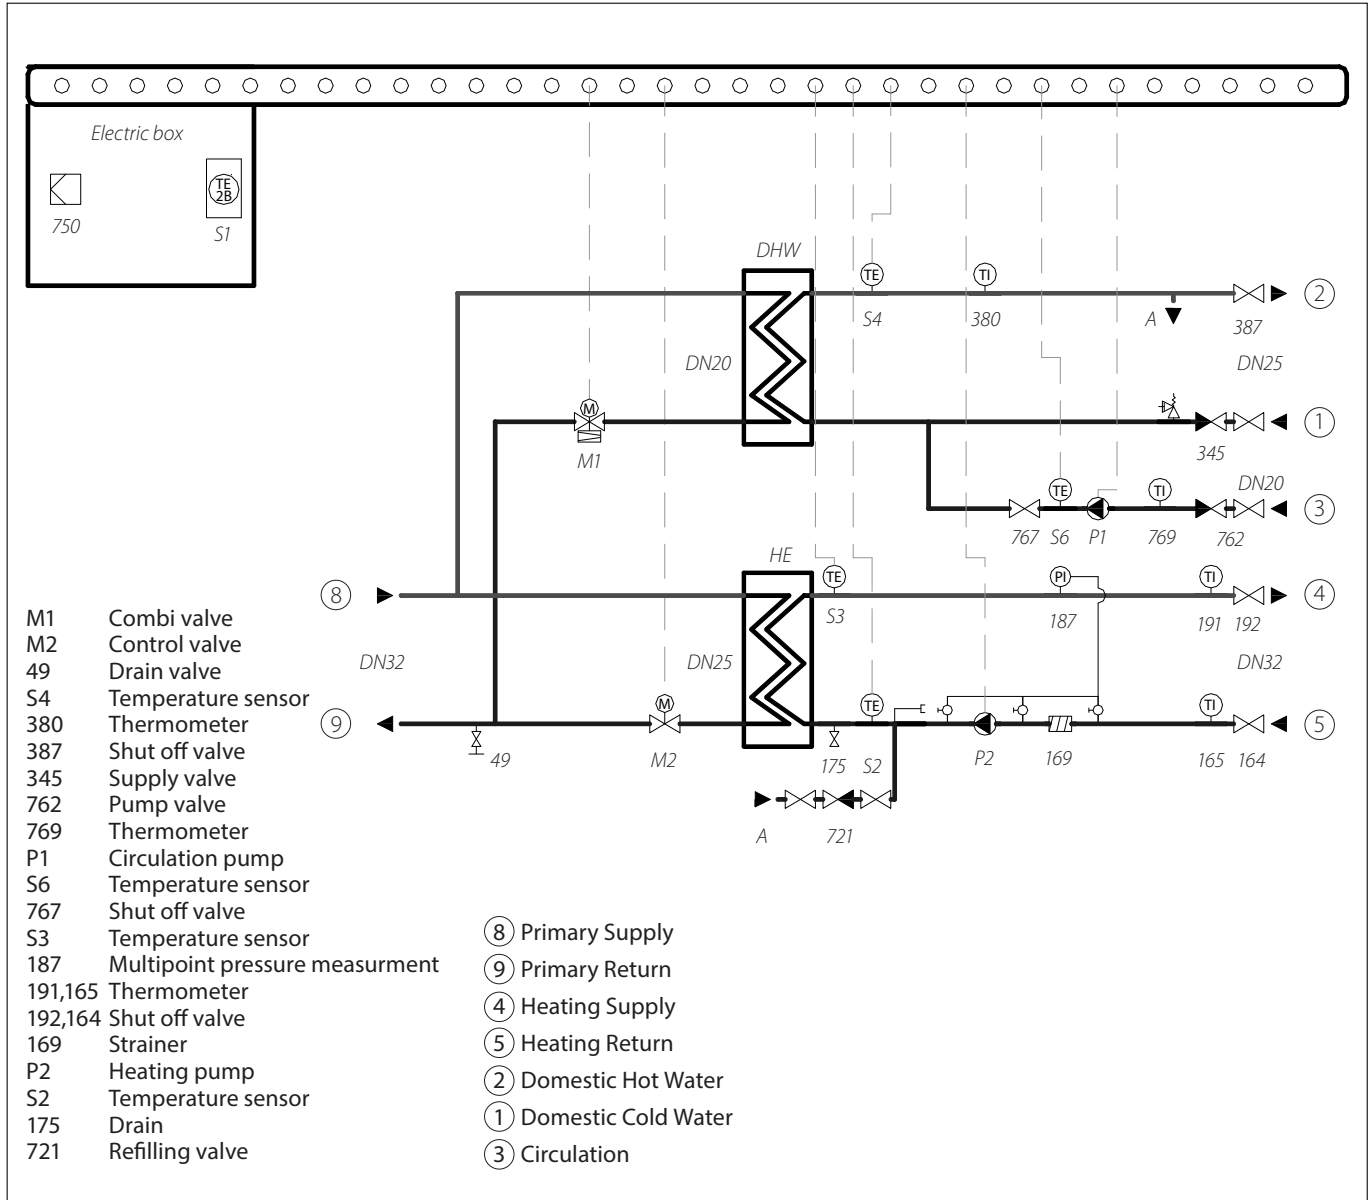 Electric box
TE
2B
750
S1
DHW
TE
TI
2
S4
380
A
387
DN20
DN25
M
1
M1
345
DN20
TE
TI
3
767
S6
P1
769
762
HE
8
TE
PI
TI
4
S3
187
191
192
DN32
DN25
DN32
9
M
TE
TI
5
49
M2
175
S2
P2
169
165
164
A
721
M1 Combi valve
M2 Control valve
49 Drain valve
S4 Temperature sensor
380 Thermometer
387 Shut off valve
345 Supply valve
762 Pump valve
769 Thermometer
P1 Circulation pump
S6 Temperature sensor
767 Shut off valve
S3 Temperature sensor
187 Multipoint pressure measurment
191,165 Thermometer
192,164 Shut off valve
169 Strainer
P2 Heating pump
S2 Temperature sensor
175 Drain
721 Refilling valve
8 Primary Supply
9 Primary Return
4 Heating Supply
5 Heating Return
2 Domestic Hot Water
1 Domestic Cold Water
3 Circulation